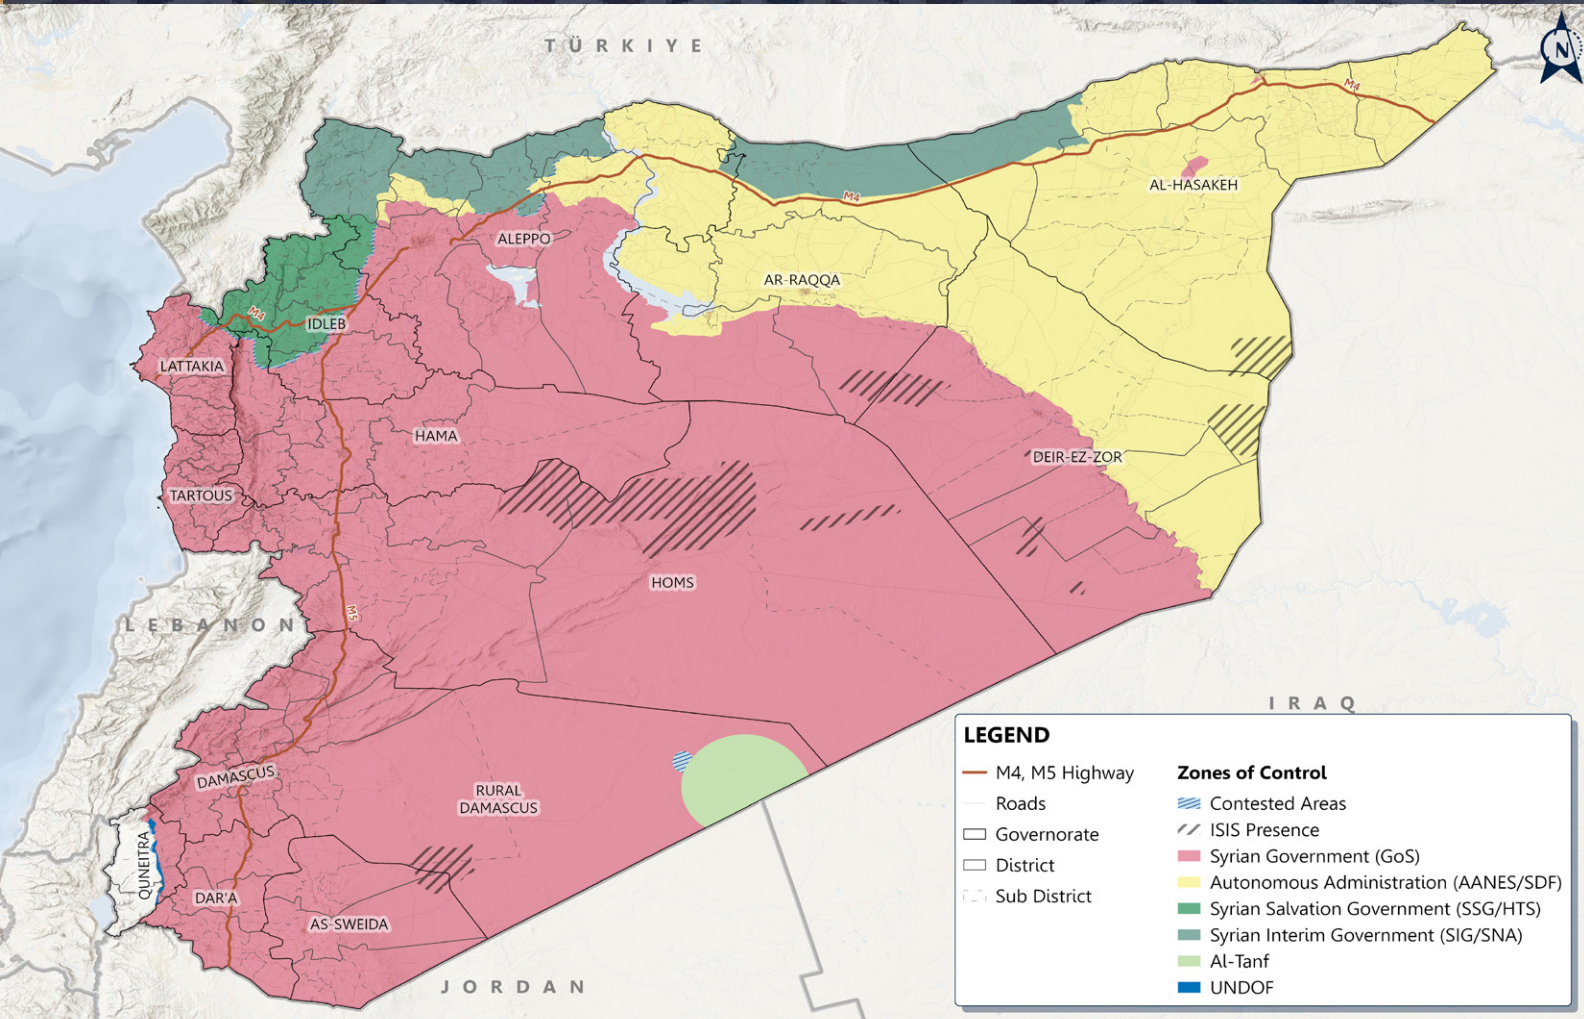 TÜRKIYE
N
M4
AL-HASAKEH
M4
ALEPPO
AR-RAQQA
M4
IDLEB
LATTAKIA
HAMA
DEIR-EZ-ZOR
TARTOUS
HOMS
M5
LEBANON
IRAQ
DAMASCUS
RURAL
DAMASCUS
QUNEITRA
DAR'A
AS-SWEIDA
JORDAN
LEGEND
M4, M5 Highway
Roads
Governorate
District
Sub District
Zones of Control
Contested Areas
ISIS Presence
Syrian Government (GoS)
Autonomous Administration (AANES/SDF)
Syrian Salvation Government (SSG/HTS)
Syrian Interim Government (SIG/SNA)
Al-Tanf
UNDOF